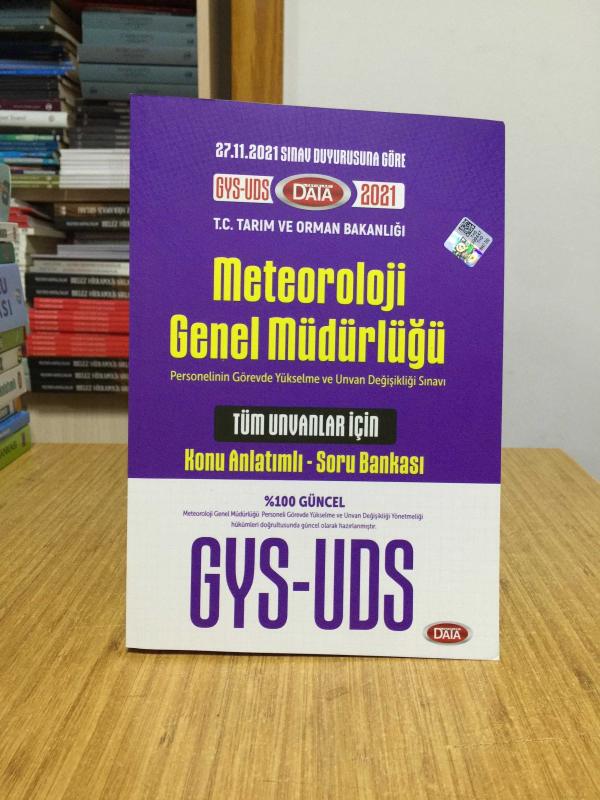 27.11.2021 SINAV DUYURUSUNA GÖRE
GYS-UDS DATA 2021
T.C. TARIM VE ORMAN BAKANLIĞI
Meteoroloji
Genel Müdürlüğü
Personelinin Görevde Yükselme ve Unvan Değişikliği Sınavı
TÜM UNVANLAR İÇİN
Konu Anlatımlı - Soru Bankası
%100 GÜNCEL
Meteoroloji Genel Müdürlüğü Personeli Görevde Yükselme ve Unvan Değişikliği Yönetmeliği
hükümleri doğrultusunda güncel olarak hazırlanmıştır.
GYS-UDS
DATA